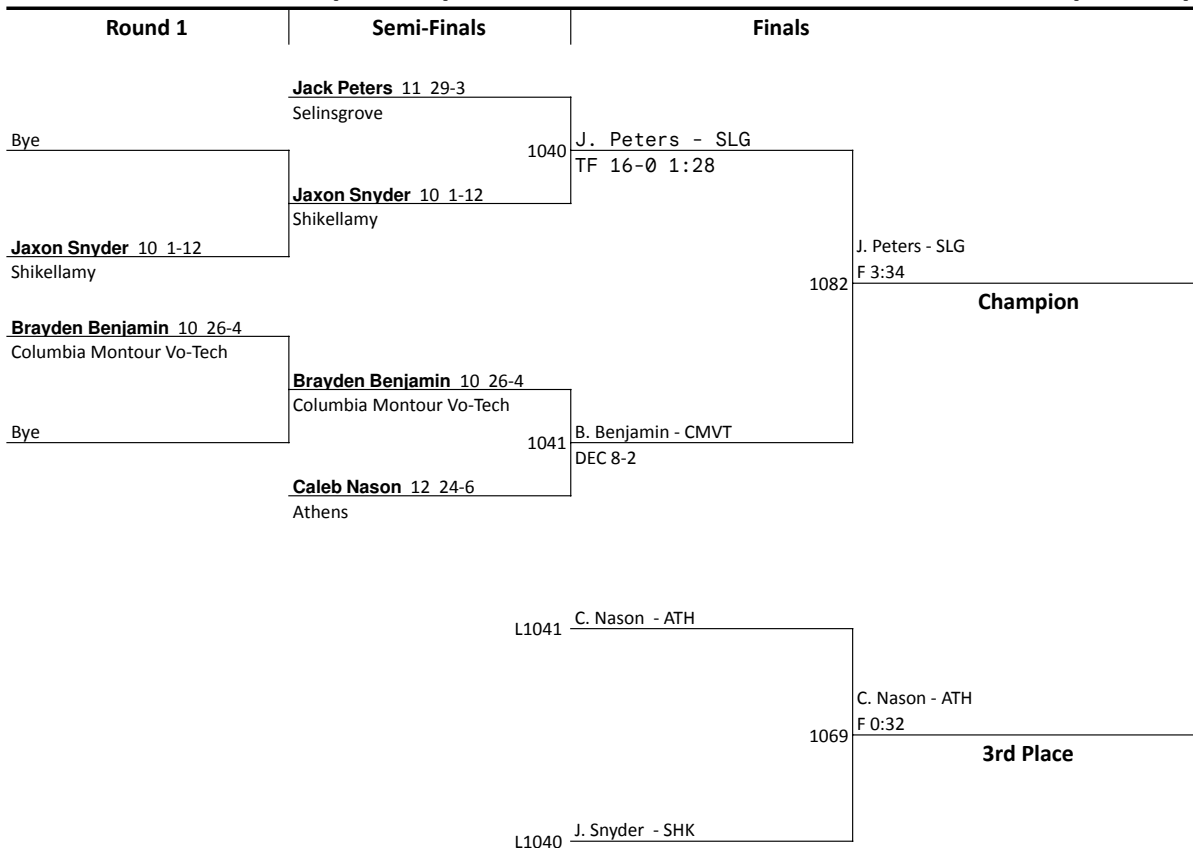 Round 1
Semi-Finals
Finals
Jack Peters 11 29-3
Selinsgrove
Bye
1040
J. Peters - SLG
TF 16-0 1:28
Jaxon Snyder 10 1-12
Shikellamy
Jaxon Snyder 10 1-12
Shikellamy
J. Peters - SLG
F 3:34
1082
Champion
Brayden Benjamin 10 26-4
Columbia Montour Vo-Tech
Brayden Benjamin 10 26-4
Columbia Montour Vo-Tech
Bye
1041
B. Benjamin - CMVT
DEC 8-2
Caleb Nason 12 24-6
Athens
L1041
C. Nason - ATH
C. Nason - ATH
F 0:32
1069
3rd Place
L1040
J. Snyder - SHK